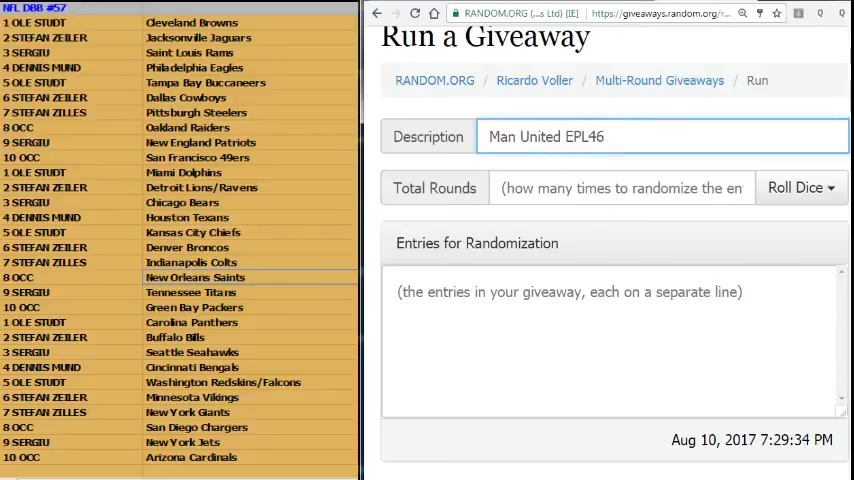 NFL DBB #57
1 OLE STUDT Cleveland Browns
2 STEFAN ZEILER Jacksonville Jaguars
3 SERGIU Saint Louis Rams
4 DENNIS MUND Philadelphia Eagles
5 OLE STUDT Tampa Bay Buccaneers
6 STEFAN ZEILER Dallas Cowboys
7 STEFAN ZILLES Pittsburgh Steelers
8 OCC Oakland Raiders
9 SERGIU New England Patriots
10 OCC San Francisco 49ers
1 OLE STUDT Miami Dolphins
2 STEFAN ZEILER Detroit Lions/Ravens
3 SERGIU Chicago Bears
4 DENNIS MUND Houston Texans
5 OLE STUDT Kansas City Chiefs
6 STEFAN ZEILER Denver Broncos
7 STEFAN ZILLES Indianapolis Colts
8 OCC New Orleans Saints
9 SERGIU Tennessee Titans
10 OCC Green Bay Packers
1 OLE STUDT Carolina Panthers
2 STEFAN ZEILER Buffalo Bills
3 SERGIU Seattle Seahawks
4 DENNIS MUND Cincinnati Bengals
5 OLE STUDT Washington Redskins/Falcons
6 STEFAN ZEILER Minnesota Vikings
7 STEFAN ZILLES New York Giants
8 OCC San Diego Chargers
9 SERGIU New York Jets
10 OCC Arizona Cardinals
RANDOM.ORG (...s Ltd) [IE] https://giveaways.random.org/r...
Run a Giveaway
RANDOM.ORG / Ricardo Voller / Multi-Round Giveaways / Run
Description Man United EPL46
Total Rounds (how many times to randomize the en Roll Dice
Entries for Randomization
(the entries in your giveaway, each on a separate line)
Aug 10, 2017 7:29:34 PM